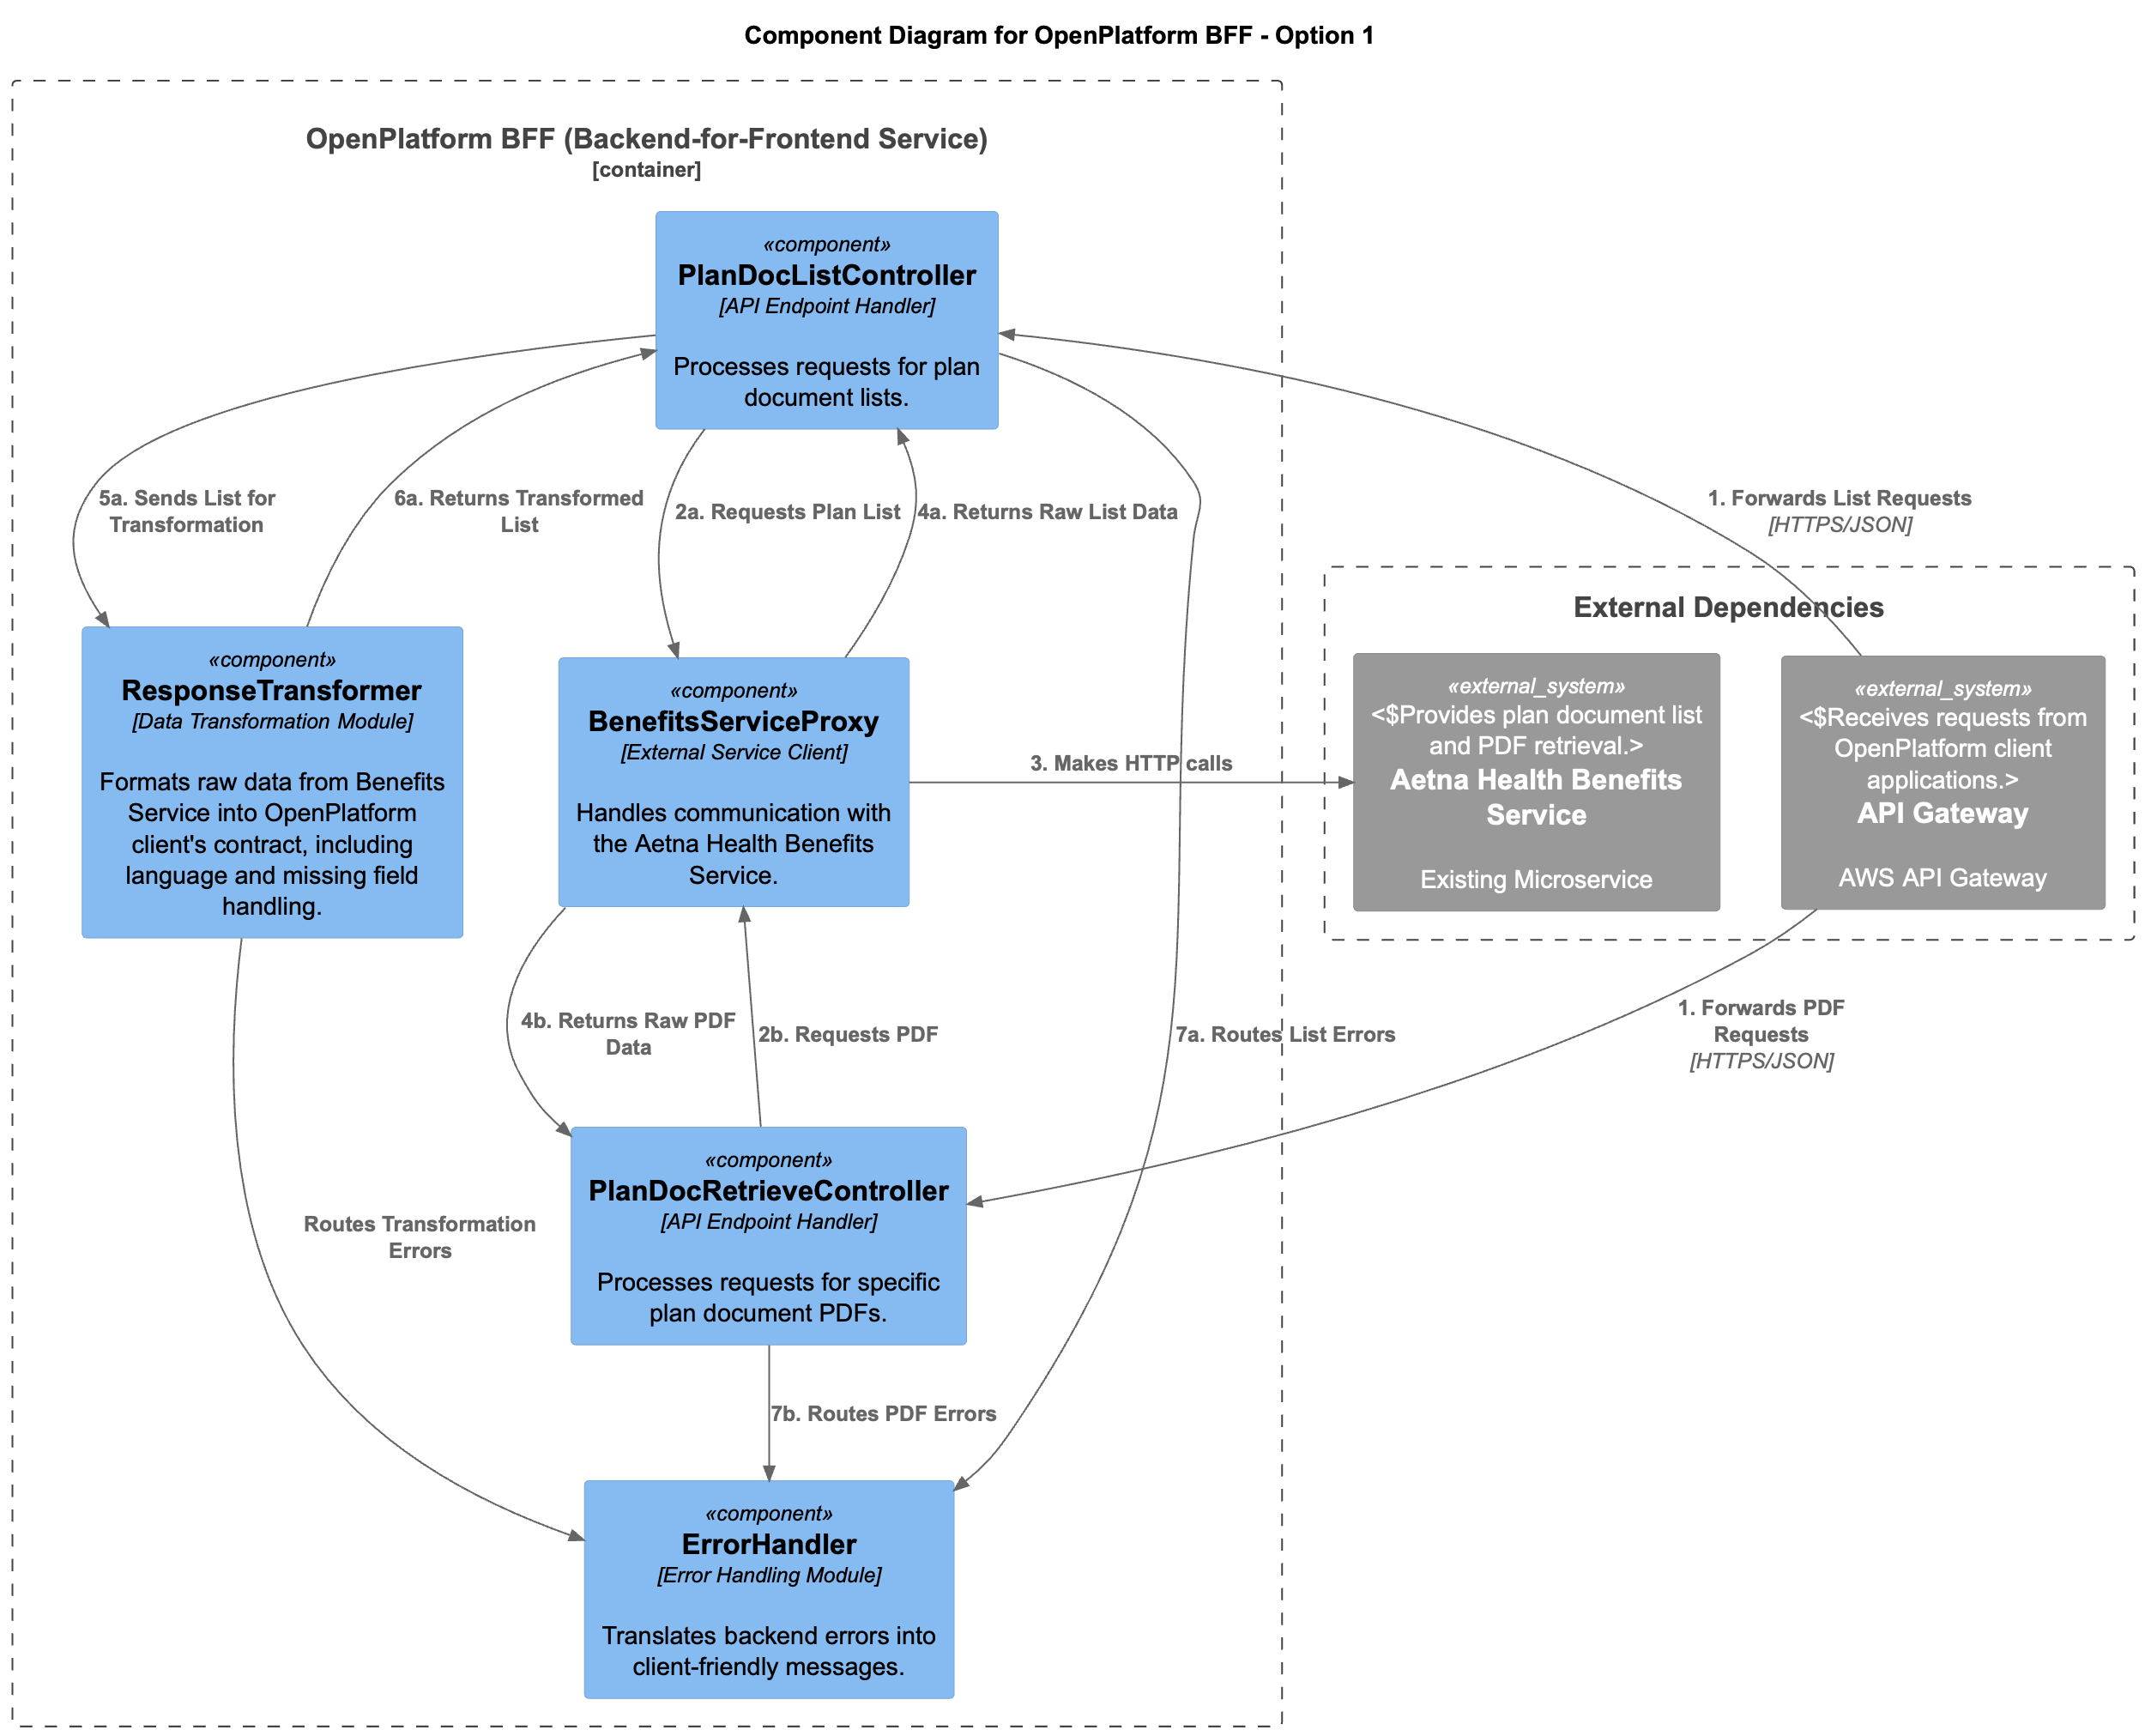 Component Diagram for OpenPlatform BFF - Option 1
OpenPlatform BFF (Backend-for-Frontend Service)
[container]
«component»
PlanDocListController
[API Endpoint Handler]
Processes requests for plan
document lists.
5a. Sends List for
Transformation
6a. Returns Transformed
List
2a. Requests Plan List
4a. Returns Raw List Data
1. Forwards List Requests
[HTTPS/JSON]
External Dependencies
«component»
ResponseTransformer
[Data Transformation Module]
Formats raw data from Benefits
Service into OpenPlatform
client's contract, including
language and missing field
handling.
«component»
BenefitsServiceProxy
[External Service Client]
Handles communication with
the Aetna Health Benefits
Service.
3. Makes HTTP calls
«external_system»
<$Provides plan document list
and PDF retrieval.>
Aetna Health Benefits
Service
Existing Microservice
«external_system»
<$Receives requests from
OpenPlatform client
applications.>
API Gateway
AWS API Gateway
4b. Returns Raw PDF
Data
2b. Requests PDF
7a. Routes List Errors
1. Forwards PDF
Requests
[HTTPS/JSON]
«component»
PlanDocRetrieveController
[API Endpoint Handler]
Processes requests for specific
plan document PDFs.
Routes Transformation
Errors
7b. Routes PDF Errors
«component»
ErrorHandler
[Error Handling Module]
Translates backend errors into
client-friendly messages.